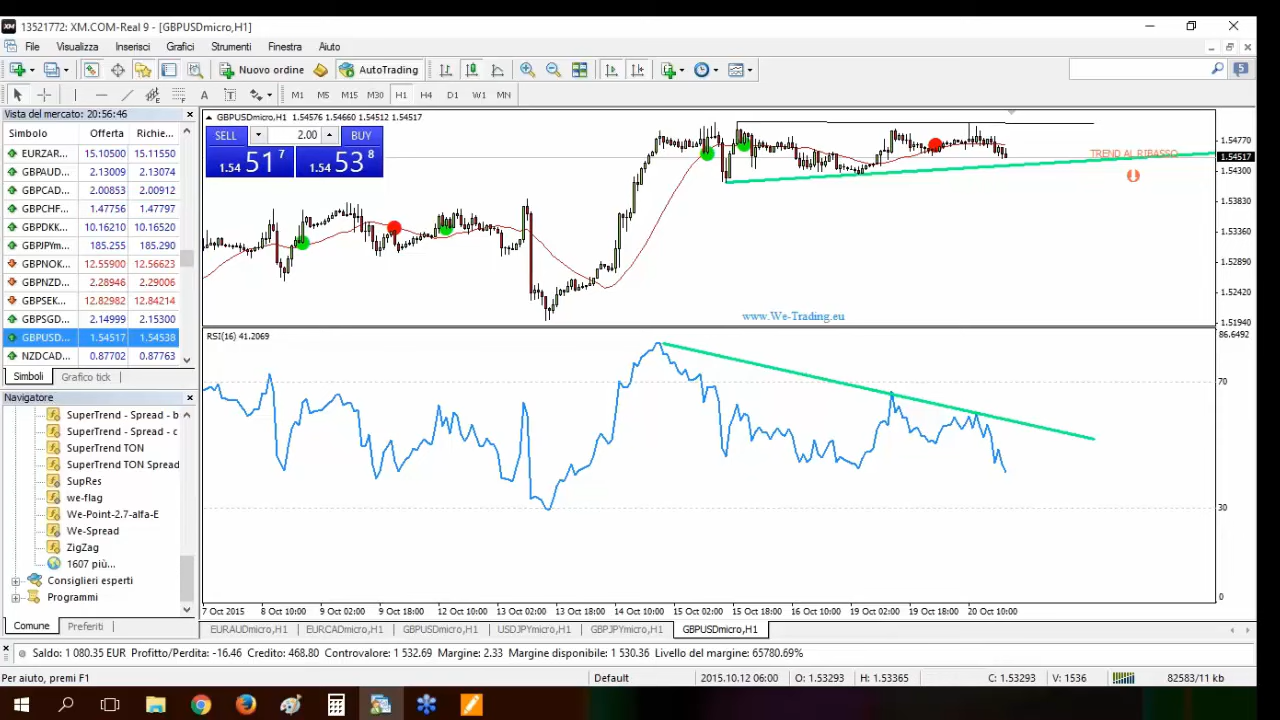 13521772: XM.COM-Real 9 - [GBPUSDmicro,H1]
File Visualizza Inserisci Grafici Strumenti Finestra Aiuto
Nuovo ordine AutoTrading
M1 M5 M15 M30 H1 H4 D1 W1 MN
Vista del mercato: 20:56:46
Simbolo Offerta Richie...
EURZAR... 15.10500 15.11550
GBPAUD... 2.13009 2.13074
GBPCAD... 2.00853 2.00912
GBPCHF... 1.47756 1.47797
GBPDKK... 10.16210 10.16520
GBPJPYm... 185.255 185.290
GBPNOK... 12.55900 12.56623
GBPNZD... 2.28946 2.29006
GBPSEK... 12.82982 12.84214
GBPSGD... 2.14999 2.15300
GBPUSD... 1.54517 1.54538
NZDCAD... 0.87702 0.87763
Simboli Grafico tick
Navigatore
SuperTrend - Spread - b
SuperTrend - Spread - c
SuperTrend TON
SuperTrend TON Spread
SupRes
we-flag
We-Point-2.7-alfa-E
We-Spread
ZigZag
1607 più...
Consiglieri esperti
Programmi
Comune Preferiti
GBPUSDmicro,H1 1.54576 1.54660 1.54512 1.54517
SELL 2.00 BUY
1.54 51 7 1.54 53 8
TREND AL RIBASSO
www.We-Trading.eu
1.54770
1.54517
1.54300
1.53830
1.53360
1.52890
1.52420
1.51940
RSI(16) 41.2069
86.6492
70
30
0
7 Oct 2015 8 Oct 10:00 9 Oct 02:00 9 Oct 18:00 12 Oct 10:00 13 Oct 02:00 13 Oct 18:00 14 Oct 10:00 15 Oct 02:00 15 Oct 18:00 16 Oct 10:00 19 Oct 02:00 19 Oct 18:00 20 Oct 10:00
EURAUDmicro,H1 EURCADmicro,H1 GBPUSDmicro,H1 USDJPYmicro,H1 GBPJPYmicro,H1 GBPUSDmicro,H1
Saldo: 1 080.35 EUR Profitto/Perdita: -16.46 Credito: 468.80 Controvalore: 1 532.69 Margine: 2.33 Margine disponibile: 1 530.36 Livello del margine: 65780.69%
Per aiuto, premi F1 Default 2015.10.12 06:00 O: 1.53293 H: 1.53365 C: 1.53293 V: 1536 82583/11 kb